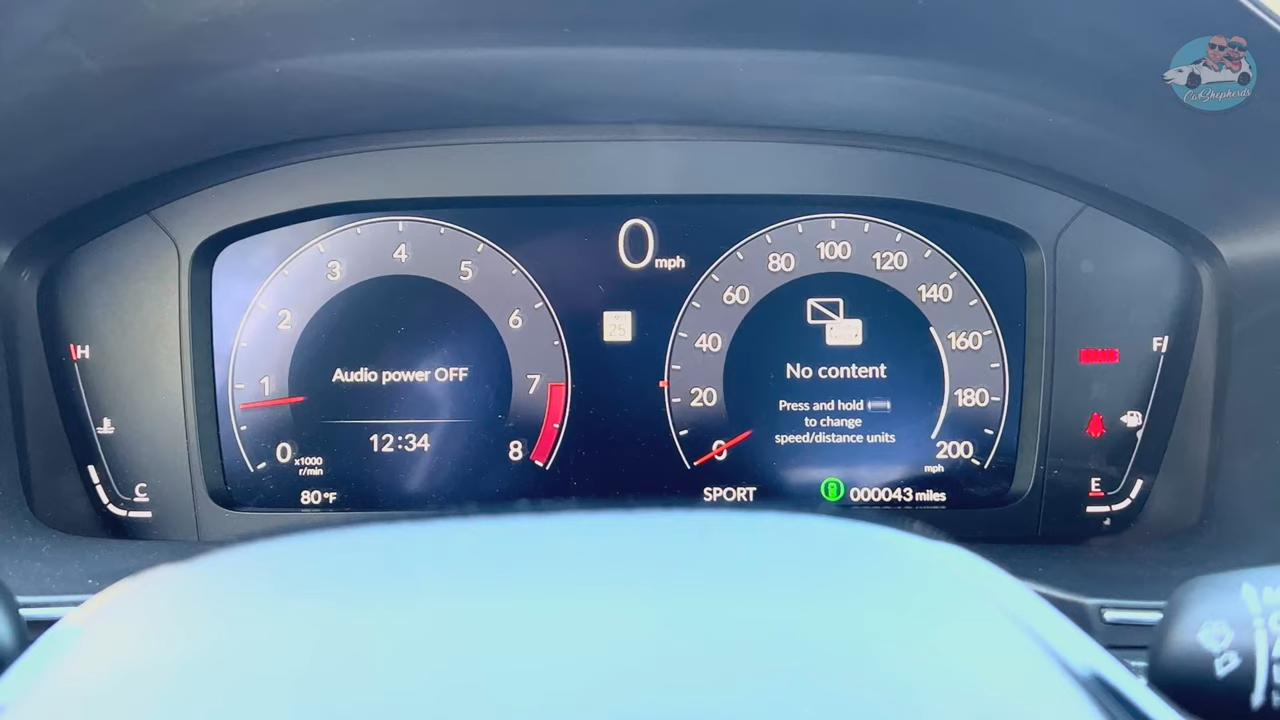 CarShepherds
0 mph
4
3
5
2
6
1
7
0
8
x1000
r/min
Audio power OFF
12:34
80°F
25
100
80
120
60
140
40
160
20
180
0
200
mph
No content
Press and hold
to change
speed/distance units
SPORT
000043 miles
H
C
F
E
BRAKE